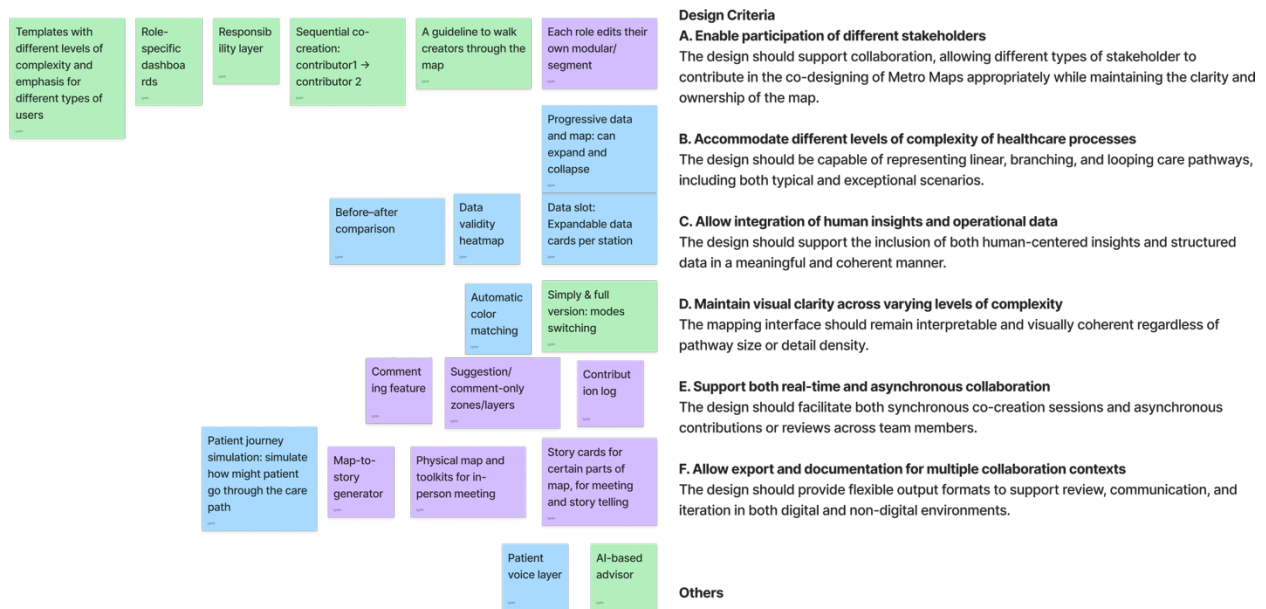 Templates with
different levels of
complexity and
emphasis for
different types of
users
Role-
specific
dashboa
rds
Responsib
ility layer
Sequential co-
creation:
contributor1 →
contributor 2
A guideline to walk
creators through the
map
Each role edits their
own modular/
segment
Progressive data
and map: can
expand and
collapse
Before–after
comparison
Data
validity
heatmap
Data slot:
Expandable data
cards per station
Automatic
color
matching
Simply & full
version: modes
switching
Comment
ing feature
Suggestion/
comment-only
zones/layers
Contribut
ion log
Patient journey
simulation: simulate
how might patient
go through the care
path
Map-to-
story
generator
Physical map and
toolkits for in-
person meeting
Story cards for
certain parts of
map, for meeting
and story telling
Patient
voice layer
AI-based
advisor
Design Criteria
A. Enable participation of different stakeholders
The design should support collaboration, allowing different types of stakeholder to
contribute in the co-designing of Metro Maps appropriately while maintaining the clarity and
ownership of the map.
B. Accommodate different levels of complexity of healthcare processes
The design should be capable of representing linear, branching, and looping care pathways,
including both typical and exceptional scenarios.
C. Allow integration of human insights and operational data
The design should support the inclusion of both human-centered insights and structured
data in a meaningful and coherent manner.
D. Maintain visual clarity across varying levels of complexity
The mapping interface should remain interpretable and visually coherent regardless of
pathway size or detail density.
E. Support both real-time and asynchronous collaboration
The design should facilitate both synchronous co-creation sessions and asynchronous
contributions or reviews across team members.
F. Allow export and documentation for multiple collaboration contexts
The design should provide flexible output formats to support review, communication, and
iteration in both digital and non-digital environments.
Others